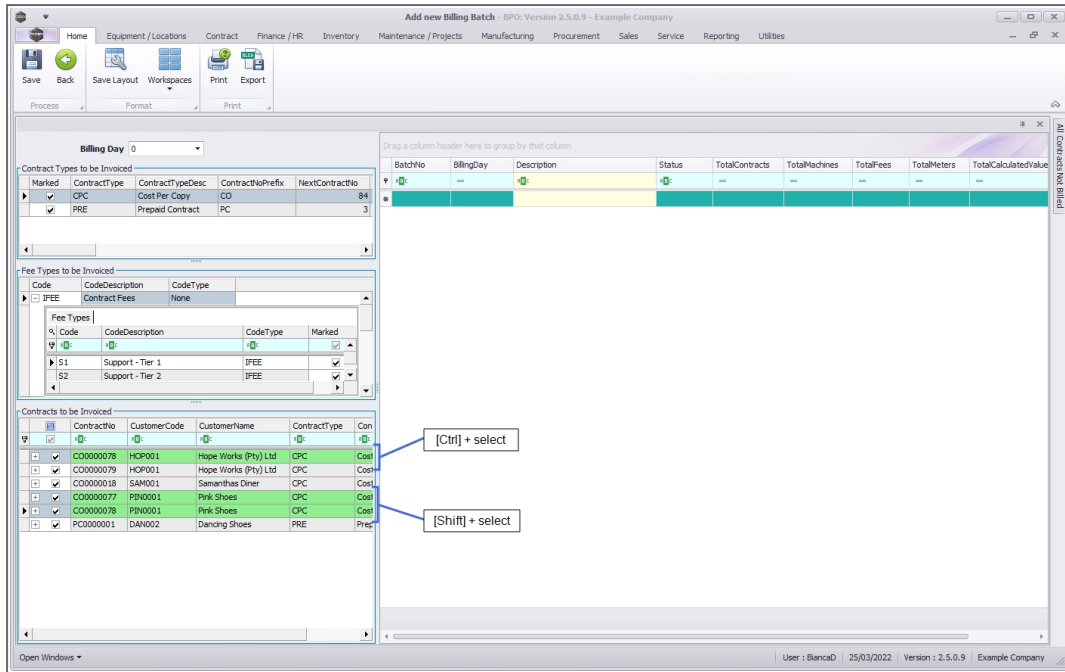 Add new Billing Batch - BPO: Version 2.5.0.9 - Example Company
Home Equipment / Locations Contract Finance / HR Inventory Maintenance / Projects Manufacturing Procurement Sales Service Reporting Utilities
Save Back Save Layout Workspaces Print Export
Process Format Print
Billing Day 0
Contract Types to be Invoiced
Marked ContractType ContractTypeDesc ContractNoPrefix NextContractNo
CPC Cost Per Copy CO 84
PRE Prepaid Contract PC 3
Fee Types to be Invoiced
Code CodeDescription CodeType
IFEE Contract Fees None
Fee Types
Code CodeDescription CodeType Marked
S1 Support - Tier 1 IFEE
S2 Support - Tier 2 IFEE
Contracts to be Invoiced
ContractNo CustomerCode CustomerName ContractType Con
CO0000078 HOP001 Hope Works (Pty) Ltd CPC Cost
CO0000079 HOP001 Hope Works (Pty) Ltd CPC Cost
CO0000018 SAM001 Samanthas Diner CPC Cost
CO0000077 PIN0001 Pink Shoes CPC Cost
CO0000078 PIN0001 Pink Shoes CPC Cost
PC0000001 DAN002 Dancing Shoes PRE Prep
Drag a column header here to group by that column
BatchNo BillingDay Description Status TotalContracts TotalMachines TotalFees TotalMeters TotalCalculatedValue
All Contracts Not Billed
[Ctrl] + select
[Shift] + select
Open Windows
User : BiancaD 25/03/2022 Version : 2.5.0.9 Example Company